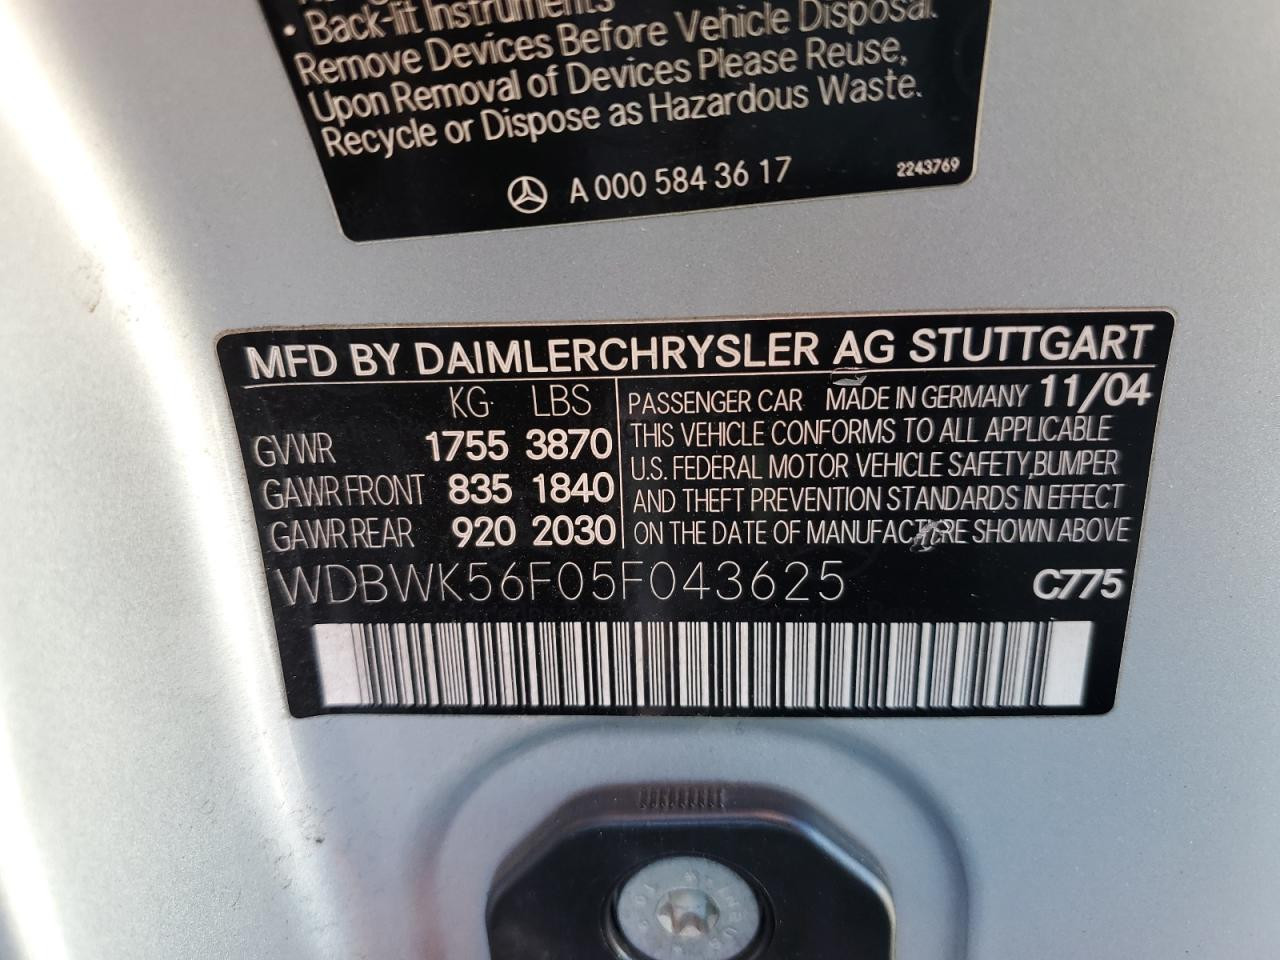 • Back-lit Instruments
Remove Devices Before Vehicle Disposal.
Upon Removal of Devices Please Reuse,
Recycle or Dispose as Hazardous Waste.
A 000 584 36 17
2243769
MFD BY DAIMLERCHRYSLER AG STUTTGART
KG LBS
GVWR 1755 3870
GAWR FRONT 835 1840
GAWR REAR 920 2030
PASSENGER CAR MADE IN GERMANY 11/04
THIS VEHICLE CONFORMS TO ALL APPLICABLE
U.S. FEDERAL MOTOR VEHICLE SAFETY, BUMPER
AND THEFT PREVENTION STANDARDS IN EFFECT
ON THE DATE OF MANUFACTURE SHOWN ABOVE
WDBWK56F05F043625
C775